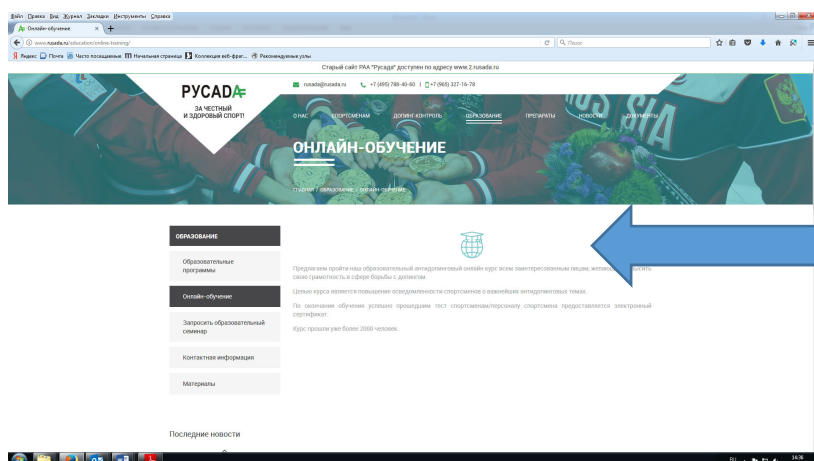 Файл Правка Вид Журнал Закладки Инструменты Справка
Онлайн-обучение × +
www.rusada.ru/education/online-training/
Поиск
Яндекс Почта Часто посещаемые Начальная страница Коллекция веб-фраг... Рекомендуемые узлы
Старый сайт РАА "Русада" доступен по адресу www.2.rusada.ru
rusada@rusada.ru +7 (495) 788-40-60 | +7 (965) 327-16-78
РУСАДА
ЗА ЧЕСТНЫЙ
И ЗДОРОВЫЙ СПОРТ!
О НАС СПОРТСМЕНАМ ДОПИНГ-КОНТРОЛЬ ОБРАЗОВАНИЕ ПРЕПАРАТЫ НОВОСТИ ДОКУМЕНТЫ
ОНЛАЙН-ОБУЧЕНИЕ
ГЛАВНАЯ / ОБРАЗОВАНИЕ / ОНЛАЙН-ОБУЧЕНИЕ
ОБРАЗОВАНИЕ
Образовательные
программы
Онлайн-обучение
Запросить образовательный
семинар
Контактная информация
Материалы
Предлагаем пройти наш образовательный антидопинговый онлайн курс всем заинтересованным лицам,
свою грамотность в сфере борьбы с допингом.
Целью курса является повышение осведомленности спортсменов о важнейших антидопинговых темах.
По окончании обучения успешно прошедшим тест спортсменам/персоналу спортсмена предоставляется электронный
сертификат.
Курс прошли уже более 2000 человек.
Последние новости
RU 14:36